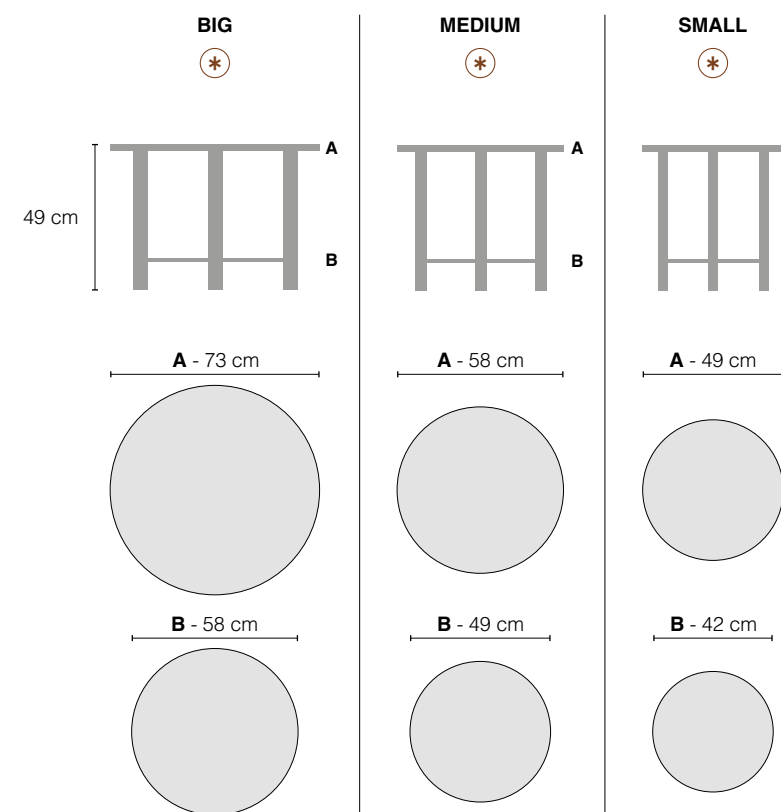 BIG
MEDIUM
SMALL
*
*
*
A
A
49 cm
B
B
A - 73 cm
A - 58 cm
A - 49 cm
B - 58 cm
B - 49 cm
B - 42 cm